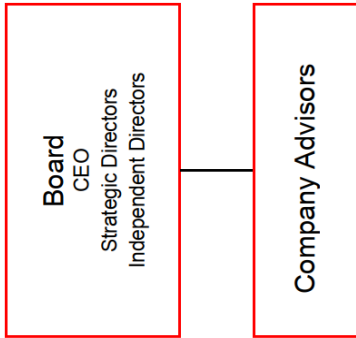 Board
CEO
Strategic Directors
Independent Directors
Company Advisors